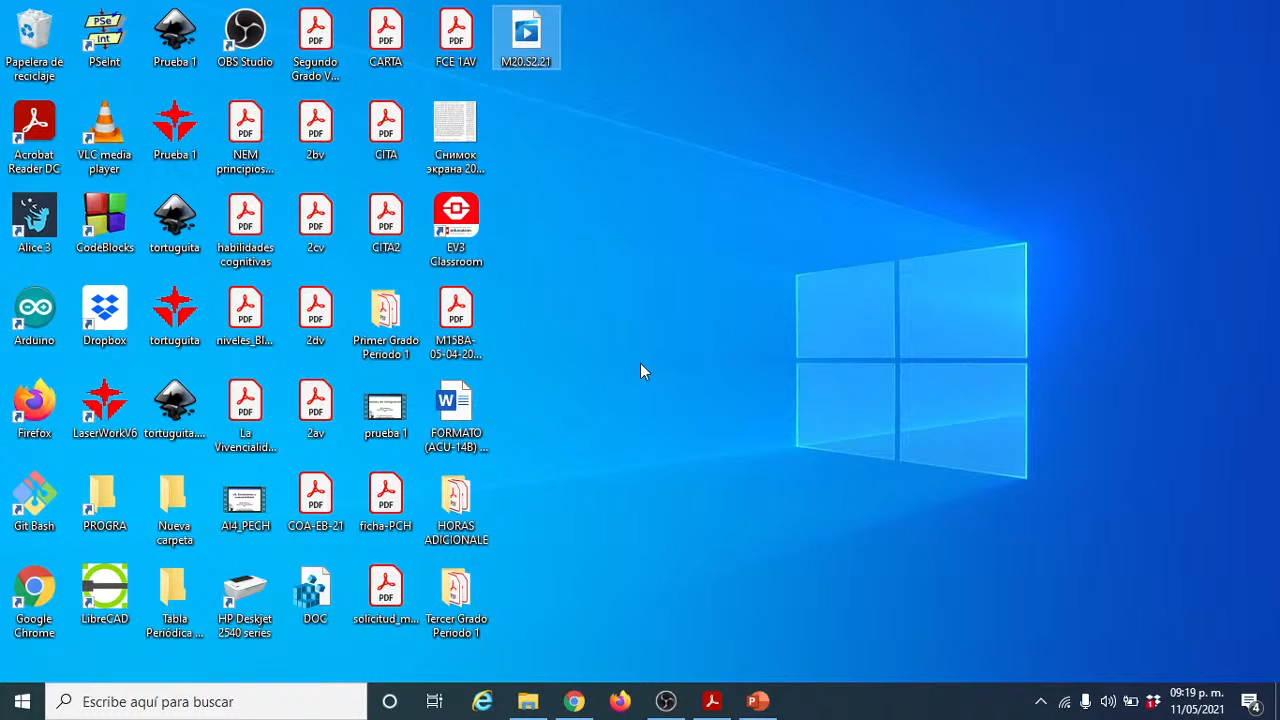 Papelera de
reciclaje
PSeInt
Prueba 1
OBS Studio
Segundo
Grado V...
CARTA
FCE 1AV
M20.S2.21
Acrobat
Reader DC
VLC media
player
Prueba 1
NEM
principios...
2bv
CITA
Снимок
экрана 20...
Alice 3
CodeBlocks
tortuguita
habilidades
cognitivas
2cv
CITA2
EV3
Classroom
Arduino
Dropbox
tortuguita
niveles_Bl...
2dv
Primer Grado
Periodo 1
M15BA-
05-04-20...
Firefox
LaserWorkV6
tortuguita....
La
Vivencialid...
2av
prueba 1
FORMATO
(ACU-14B) ...
Git Bash
PROGRA
Nueva
carpeta
AI4_PECH
COA-EB-21
ficha-PCH
HORAS
ADICIONALE
Google
Chrome
LibreCAD
Tabla
Periódica ...
HP Deskjet
2540 series
DOC
solicitud_m...
Tercer Grado
Periodo 1
Escribe aquí para buscar
09:19 p. m.
11/05/2021
4